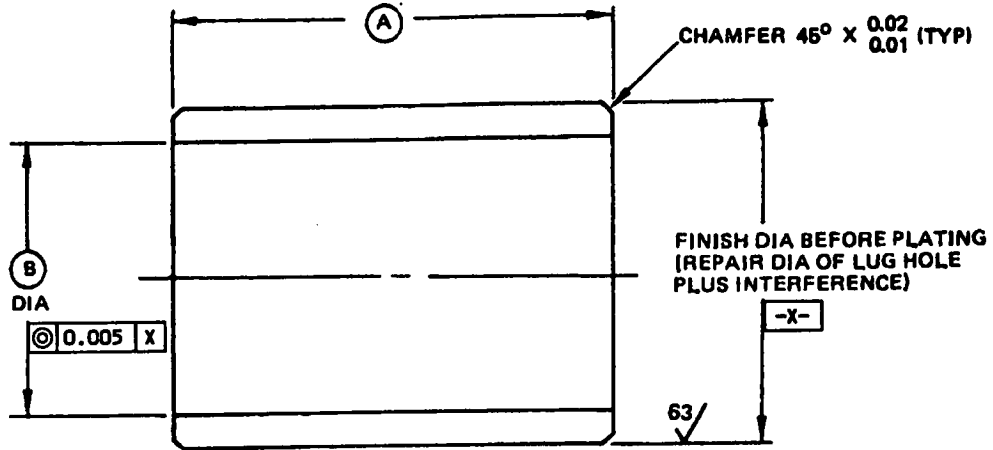 A
CHAMFER 45° X 0.02 (TYP)
0.01
B
DIA
◎ 0.005 X
FINISH DIA BEFORE PLATING
(REPAIR DIA OF LUG HOLE
PLUS INTERFERENCE)
-X-
63